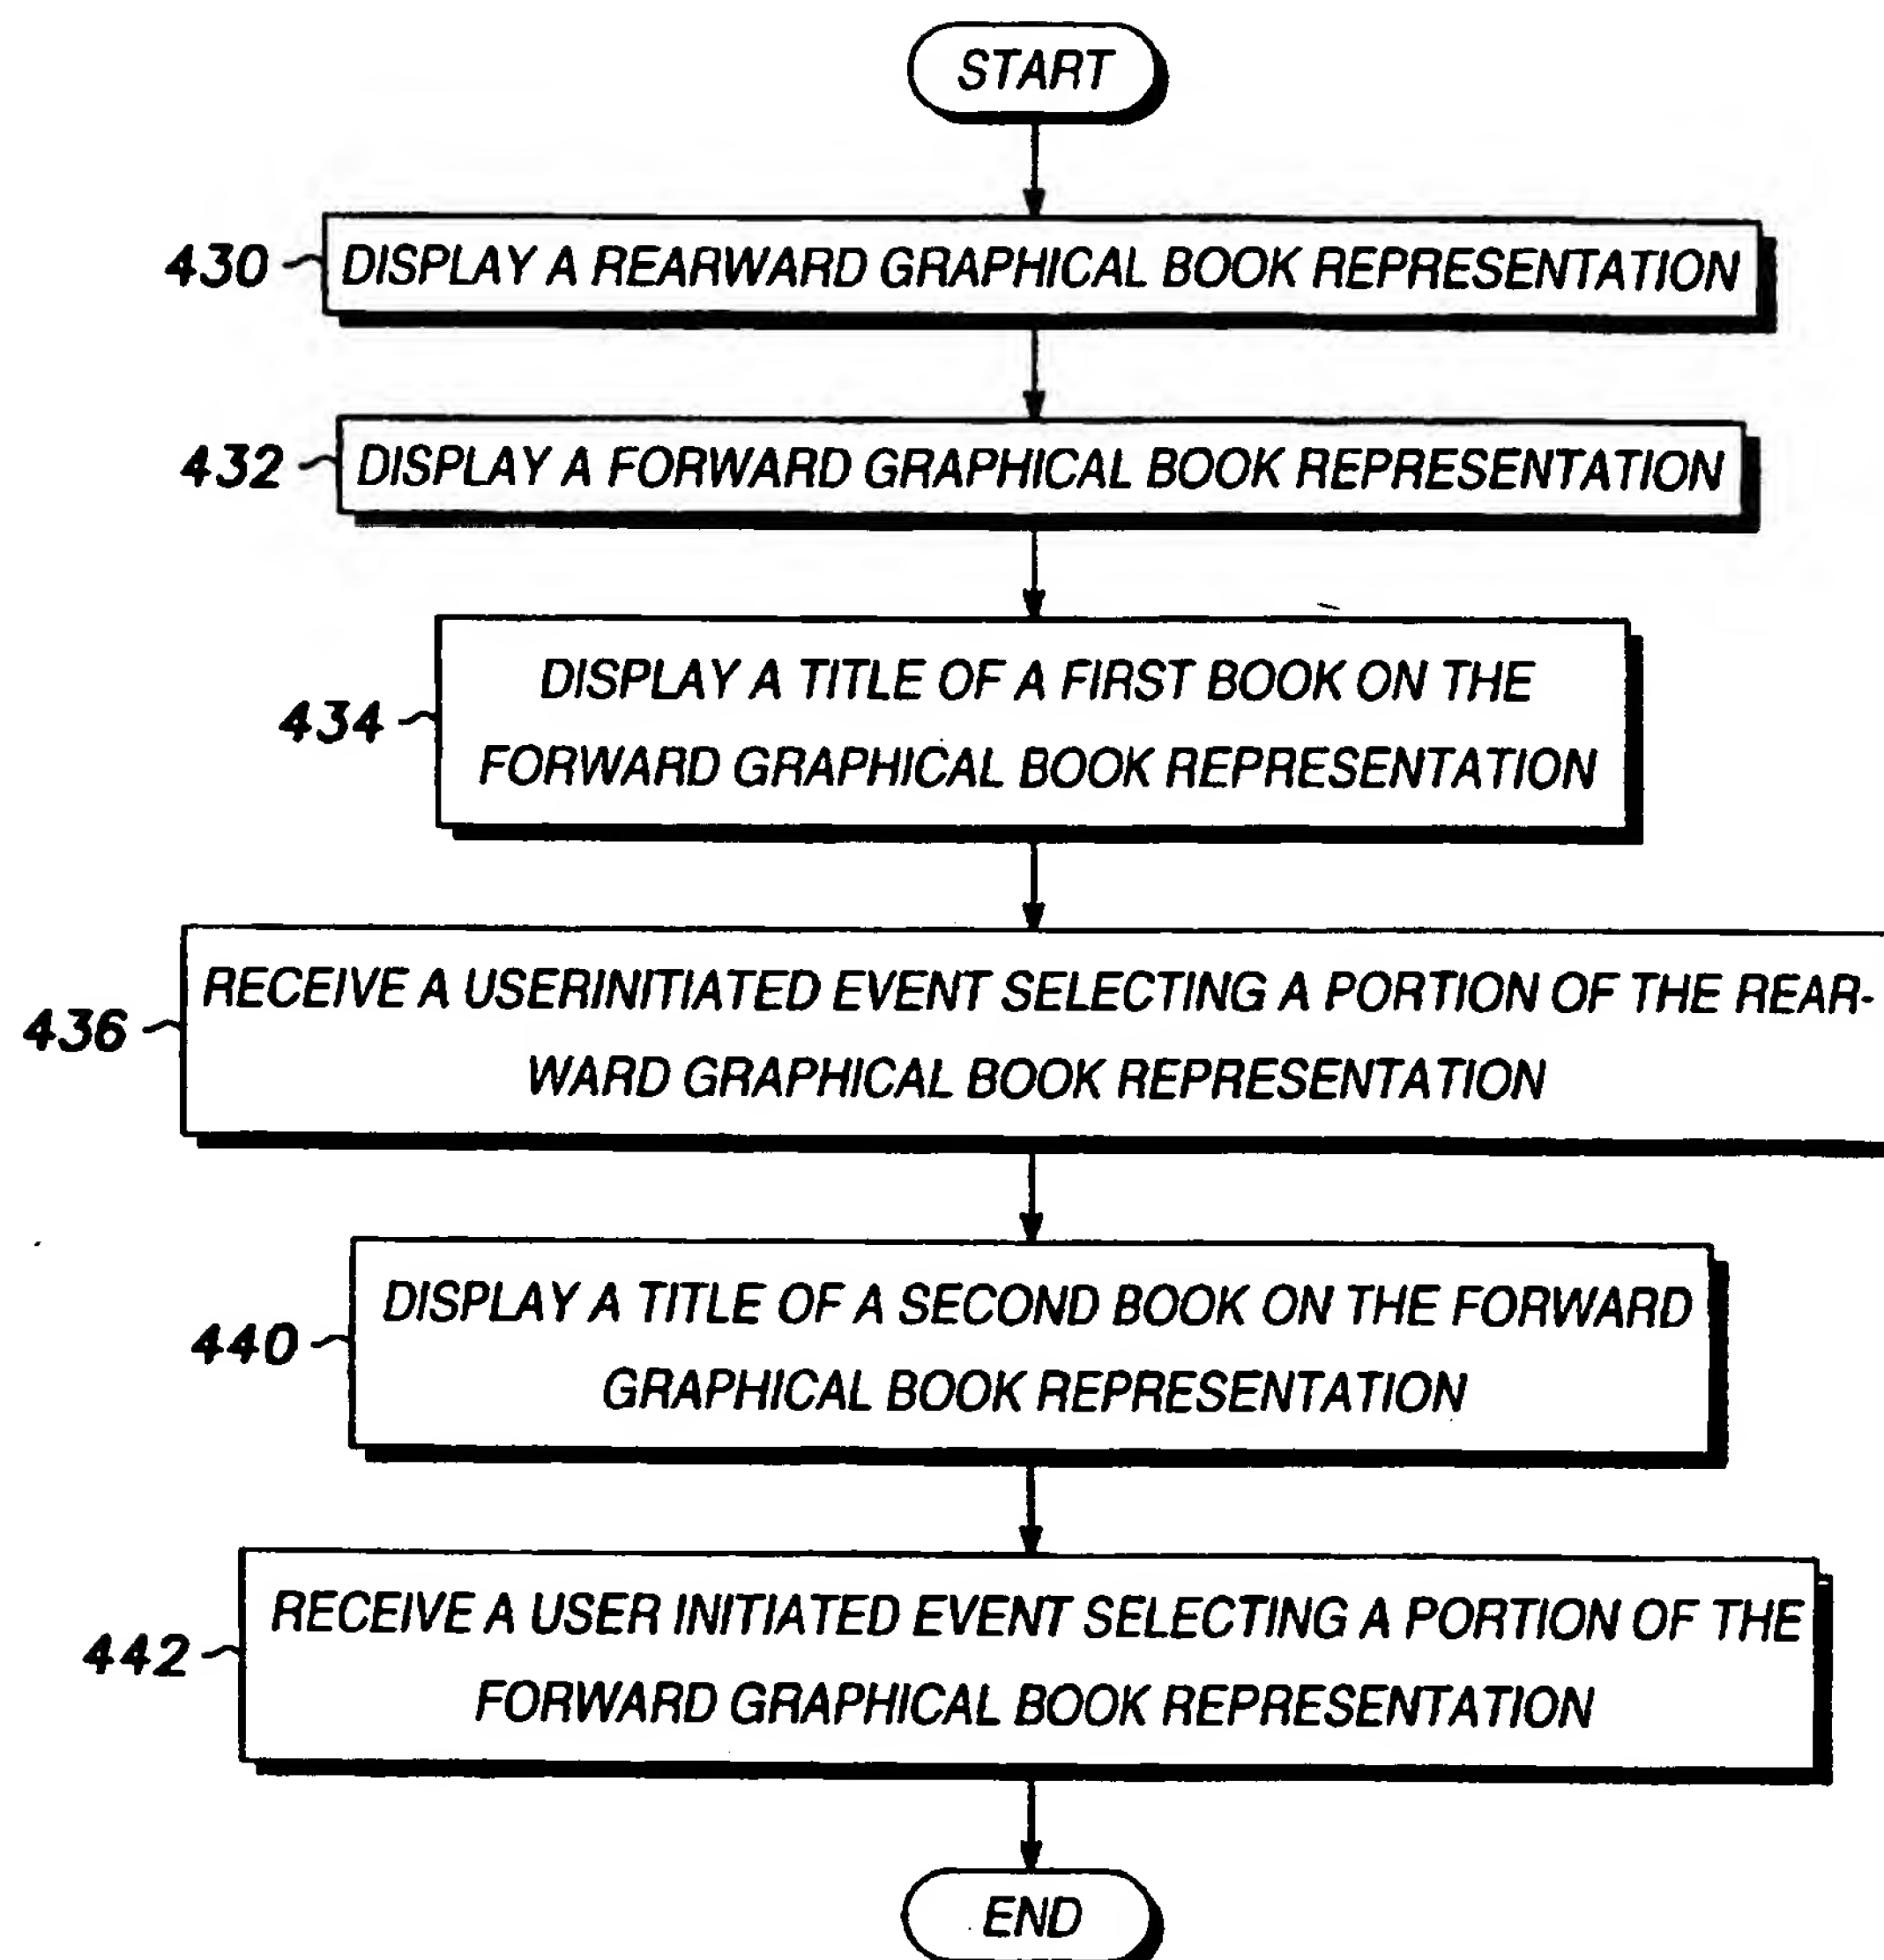 START
430 DISPLAY A REARWARD GRAPHICAL BOOK REPRESENTATION
432 DISPLAY A FORWARD GRAPHICAL BOOK REPRESENTATION
434 DISPLAY A TITLE OF A FIRST BOOK ON THE
FORWARD GRAPHICAL BOOK REPRESENTATION
436 RECEIVE A USERINITIATED EVENT SELECTING A PORTION OF THE REAR-
WARD GRAPHICAL BOOK REPRESENTATION
440 DISPLAY A TITLE OF A SECOND BOOK ON THE FORWARD
GRAPHICAL BOOK REPRESENTATION
442 RECEIVE A USER INITIATED EVENT SELECTING A PORTION OF THE
FORWARD GRAPHICAL BOOK REPRESENTATION
END